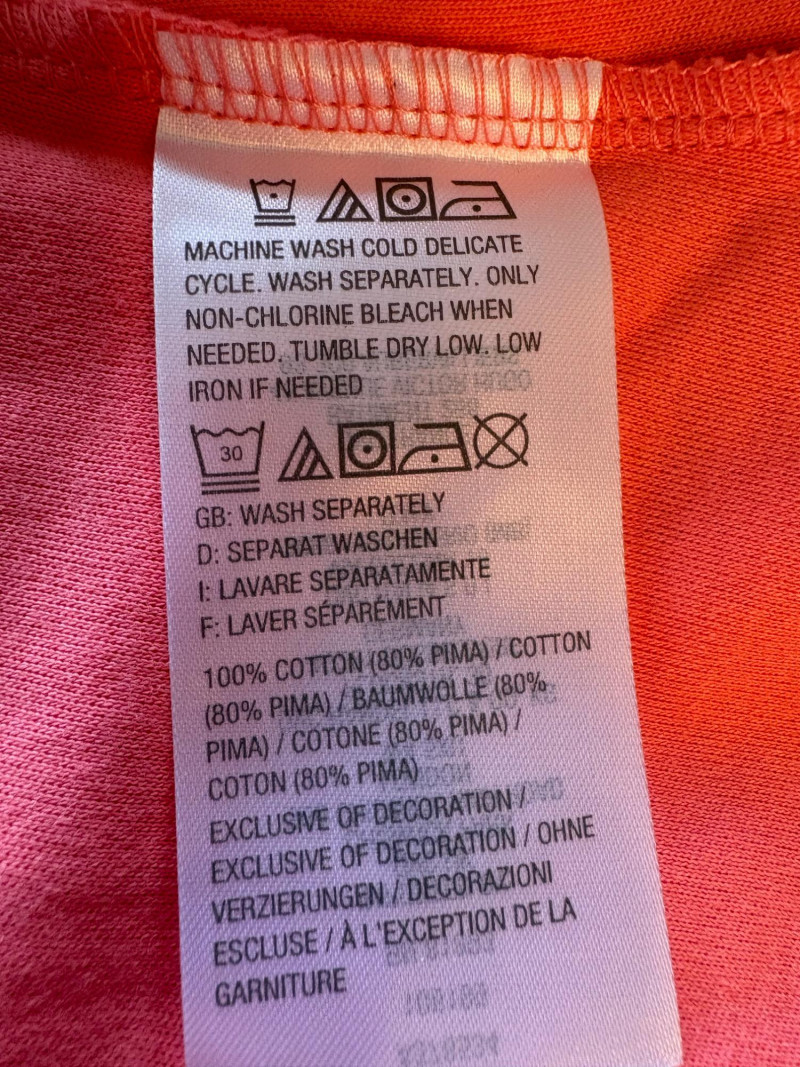 MACHINE WASH COLD DELICATE
CYCLE. WASH SEPARATELY. ONLY
NON-CHLORINE BLEACH WHEN
NEEDED. TUMBLE DRY LOW. LOW
IRON IF NEEDED
30
GB: WASH SEPARATELY
D: SEPARAT WASCHEN
I: LAVARE SEPARATAMENTE
F: LAVER SÉPARÉMENT
100% COTTON (80% PIMA) / COTTON
(80% PIMA) / BAUMWOLLE (80%
PIMA) / COTONE (80% PIMA) /
COTON (80% PIMA)
EXCLUSIVE OF DECORATION /
EXCLUSIVE OF DECORATION / OHNE
VERZIERUNGEN / DECORAZIONI
ESCLUSE / À L'EXCEPTION DE LA
GARNITURE